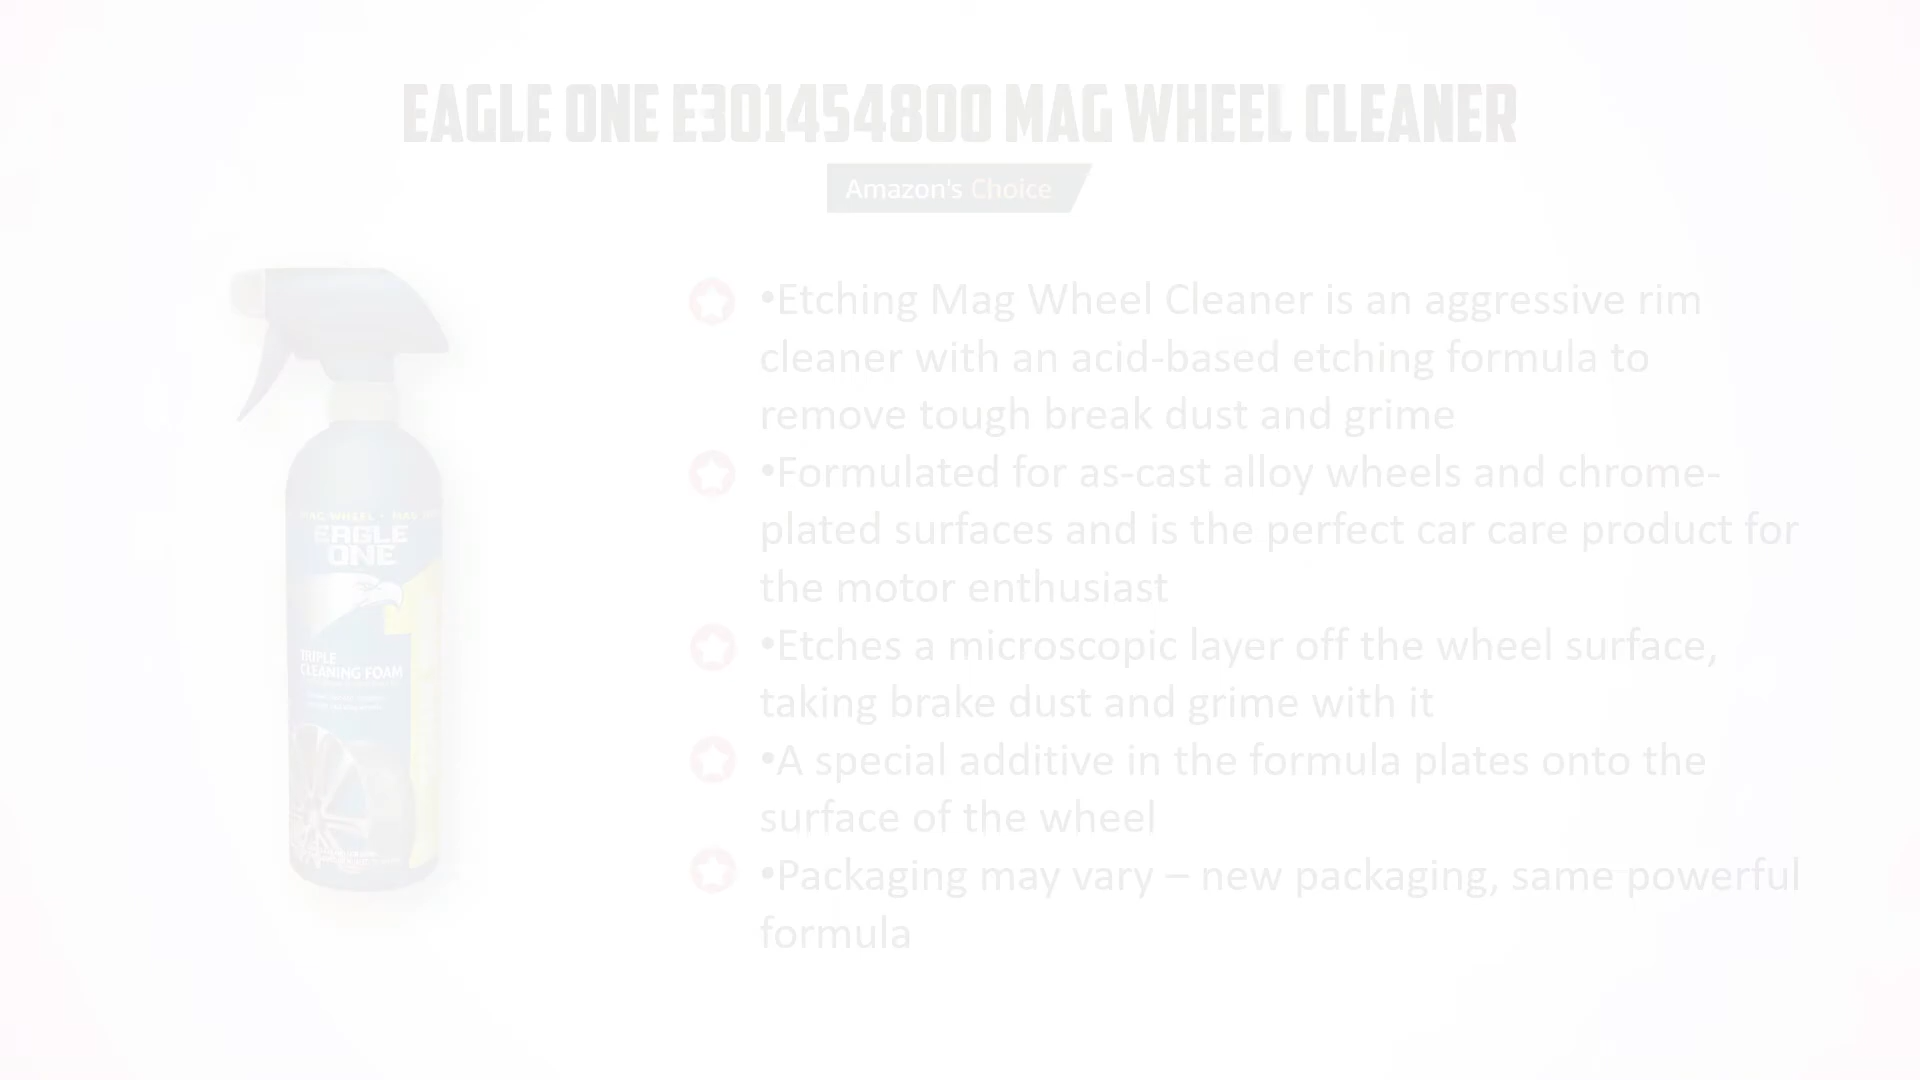 EAGLE ONE E301454800 MAG WHEEL CLEANER
Amazon's Choice
•Etching Mag Wheel Cleaner is an aggressive rim
cleaner with an acid-based etching formula to
remove tough break dust and grime
•Formulated for as-cast alloy wheels and chrome-
plated surfaces and is the perfect car care product for
the motor enthusiast
•Etches a microscopic layer off the wheel surface,
taking brake dust and grime with it
•A special additive in the formula plates onto the
surface of the wheel
•Packaging may vary – new packaging, same powerful
formula
MAG WHEEL • MAG
EAGLE
ONE
1
TRIPLE
CLEANING FOAM